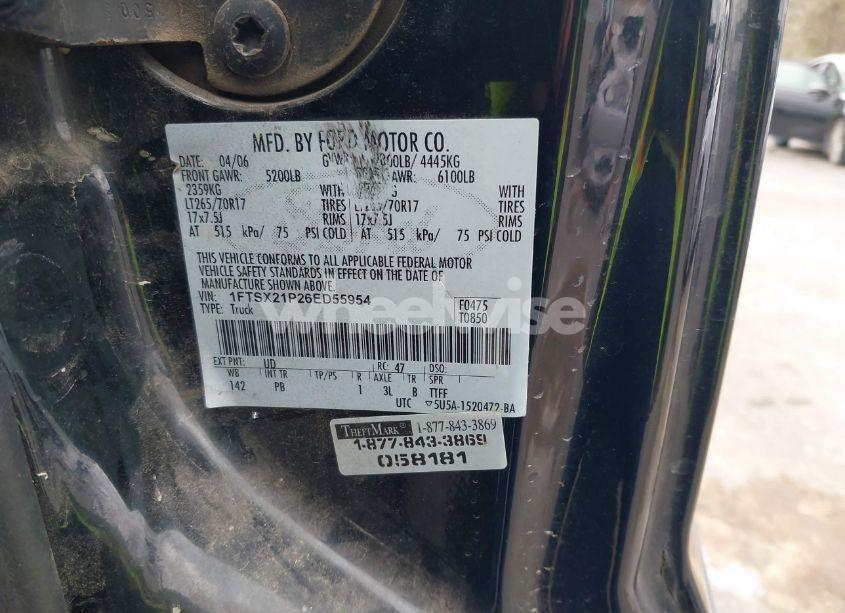 500
MFD. BY FORD MOTOR CO.
DATE: 04/06 4445KG
FRONT GAWR: 5200LB GAWR: 6100LB
2359KG WITH WITH
LT265/70R17 TIRES 70R17 TIRES
17x7.5J RIMS 17x7.5J RIMS
AT 515 kPa/ 75 PSI COLD AT 515 kPa/ 75 PSI COLD
THIS VEHICLE CONFORMS TO ALL APPLICABLE FEDERAL MOTOR
VEHICLE SAFETY STANDARDS IN EFFECT ON THE DATE OF
MANUFACTURE SHOWN ABOVE.
VIN: 1FTSX21P26ED55954 F0475
TYPE: Truck T0850
wheelwise
EXT PNT: UD RC: 47 DSO:
WB INT TR TP/PS R AXLE TR SPR
142 PB 1 3L B TTFF
UTC ▽5U5A-1520472-BA
THEFTMARK 1-877-843-3869
1-877-843-3869
058181